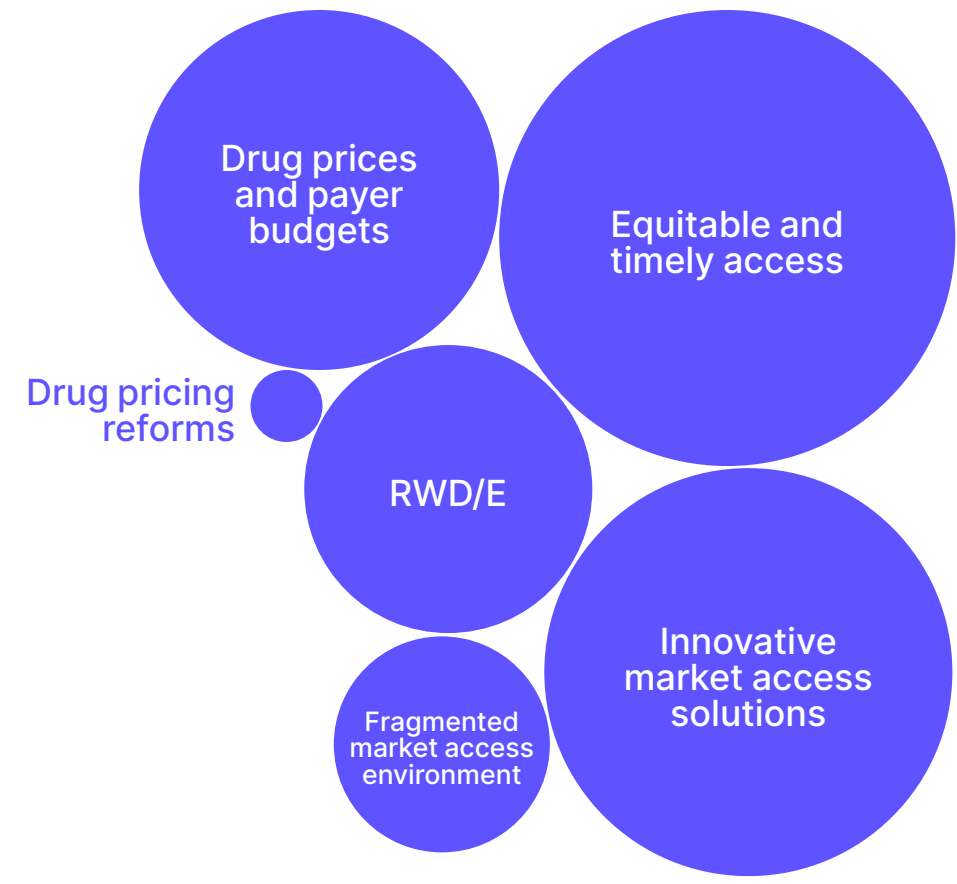 Drug prices
and payer
budgets
Equitable and
timely access
Drug pricing
reforms
RWD/E
Innovative
market access
solutions
Fragmented
market access
environment